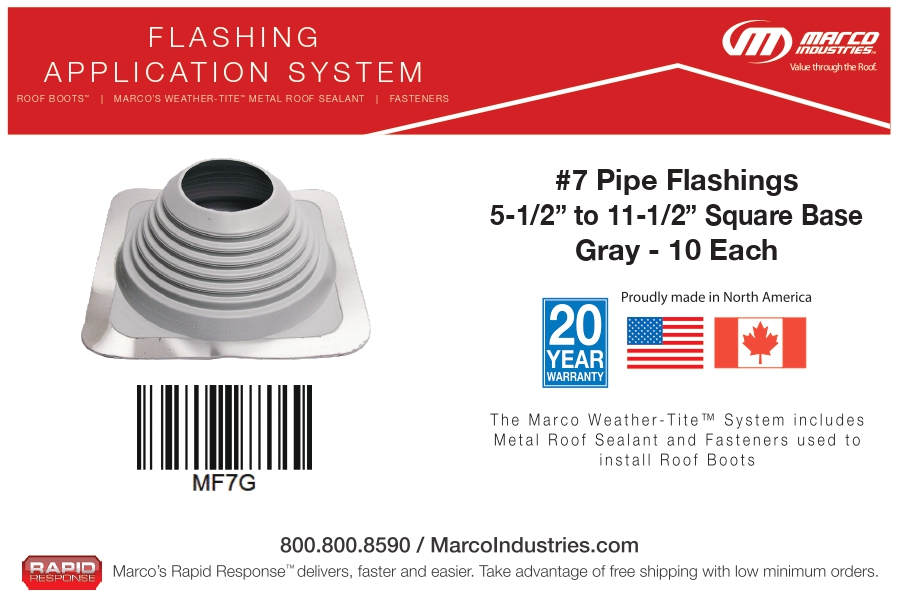 FLASHING
APPLICATION SYSTEM
ROOF BOOTS™ | MARCO'S WEATHER-TITE™ METAL ROOF SEALANT | FASTENERS
MARCO
INDUSTRIES™
Value through the Roof.
#7 Pipe Flashings
5-1/2” to 11-1/2” Square Base
Gray - 10 Each
Proudly made in North America
20
YEAR
WARRANTY
The Marco Weather-Tite™ System includes
Metal Roof Sealant and Fasteners used to
install Roof Boots
MF7G
800.800.8590 / MarcoIndustries.com
RAPID
RESPONSE
Marco's Rapid Response™ delivers, faster and easier. Take advantage of free shipping with low minimum orders.